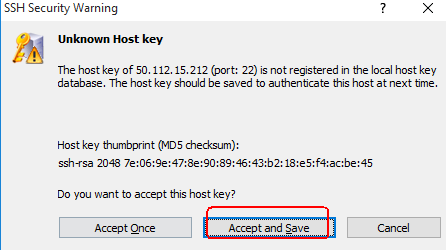 SSH Security Warning
Unknown Host key
The host key of 50.112.15.212 (port: 22) is not registered in the local host key
database. The host key should be saved to authenticate this host at next time.
Host key thumbprint (MD5 checksum):
ssh-rsa 2048 7e:06:9e:47:8e:90:89:46:43:b2:18:e5:f4:ac:be:45
Do you want to accept this host key?
Accept Once
Accept and Save
Cancel